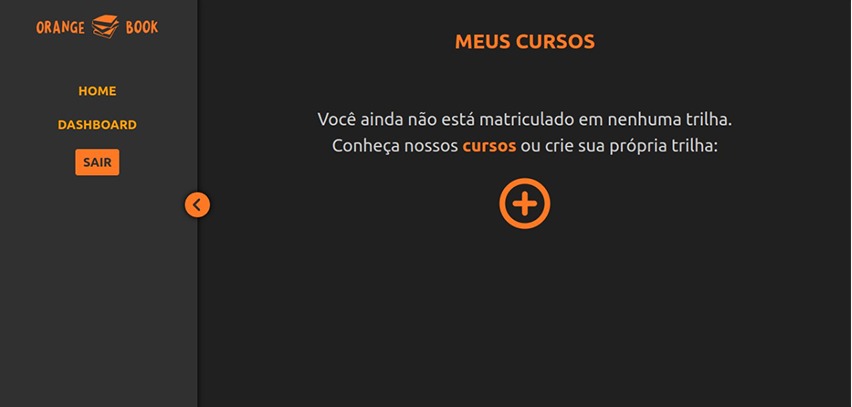 ORANGE BOOK
HOME
DASHBOARD
SAIR
MEUS CURSOS
Você ainda não está matriculado em nenhuma trilha.
Conheça nossos cursos ou crie sua própria trilha: